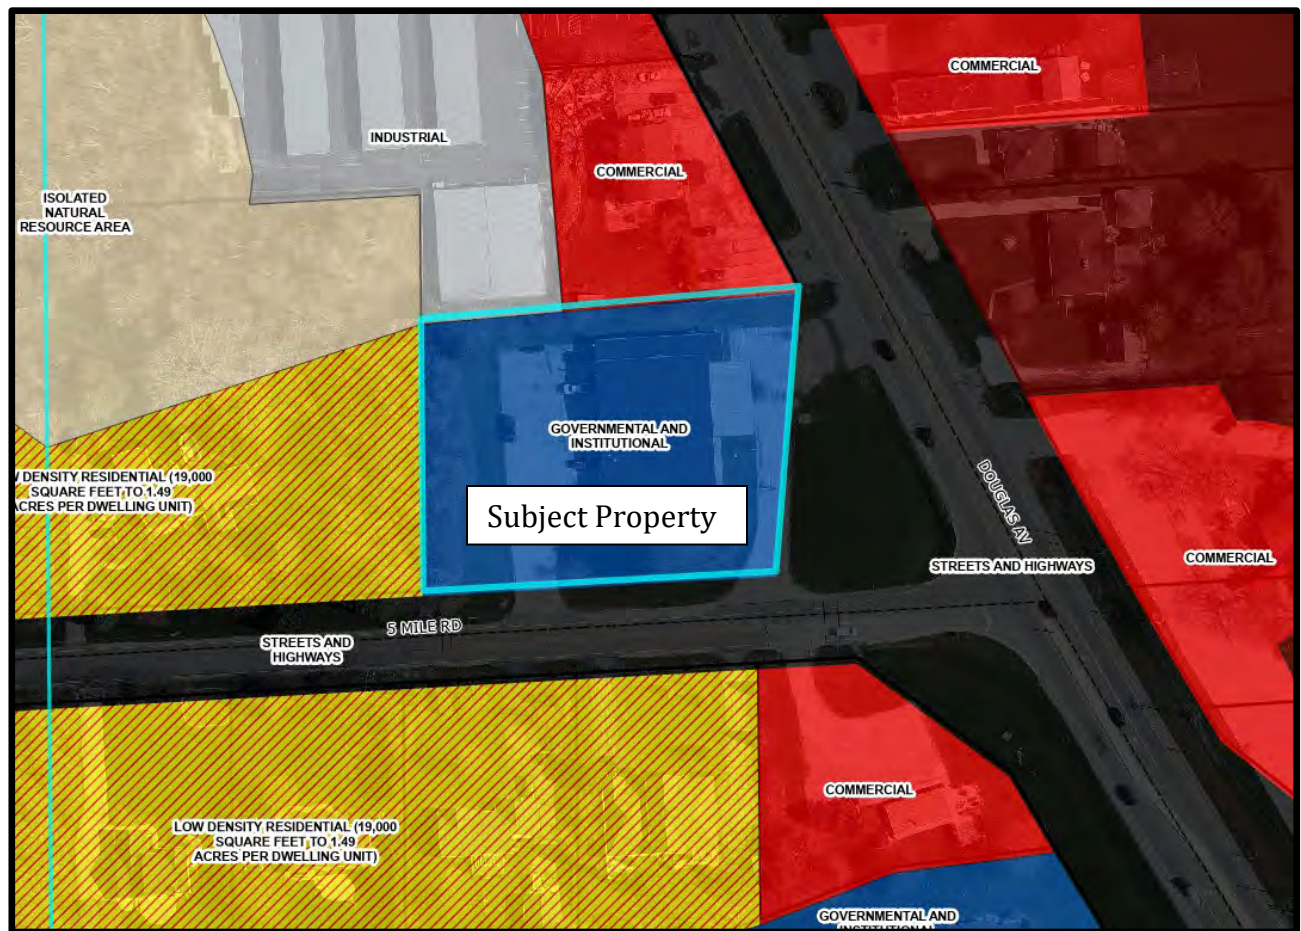 COMMERCIAL
INDUSTRIAL
COMMERCIAL
ISOLATED
NATURAL
RESOURCE AREA
GOVERNMENTAL AND
INSTITUTIONAL
W DENSITY RESIDENTIAL (19,000
SQUARE FEET TO 1.49
ACRES PER DWELLING UNIT)
Subject Property
DOUGLAS AV
STREETS AND HIGHWAYS
COMMERCIAL
5 MILE RD
STREETS AND
HIGHWAYS
COMMERCIAL
LOW DENSITY RESIDENTIAL (19,000
SQUARE FEET TO 1.49
ACRES PER DWELLING UNIT)
GOVERNMENTAL AND
INSTITUTIONAL